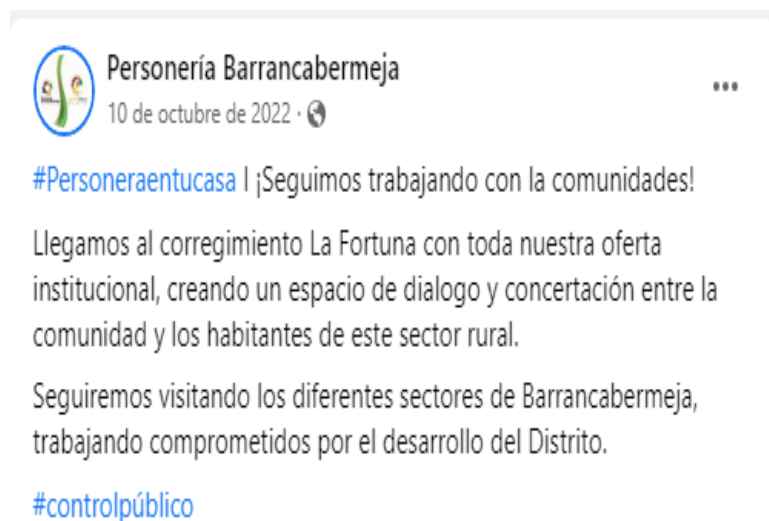 Personería Barrancabermeja
10 de octubre de 2022 ·
#Personeraentucasa I ¡Seguimos trabajando con la comunidades!
Llegamos al corregimiento La Fortuna con toda nuestra oferta
institucional, creando un espacio de dialogo y concertación entre la
comunidad y los habitantes de este sector rural.
Seguiremos visitando los diferentes sectores de Barrancabermeja,
trabajando comprometidos por el desarrollo del Distrito.
#controlpúblico